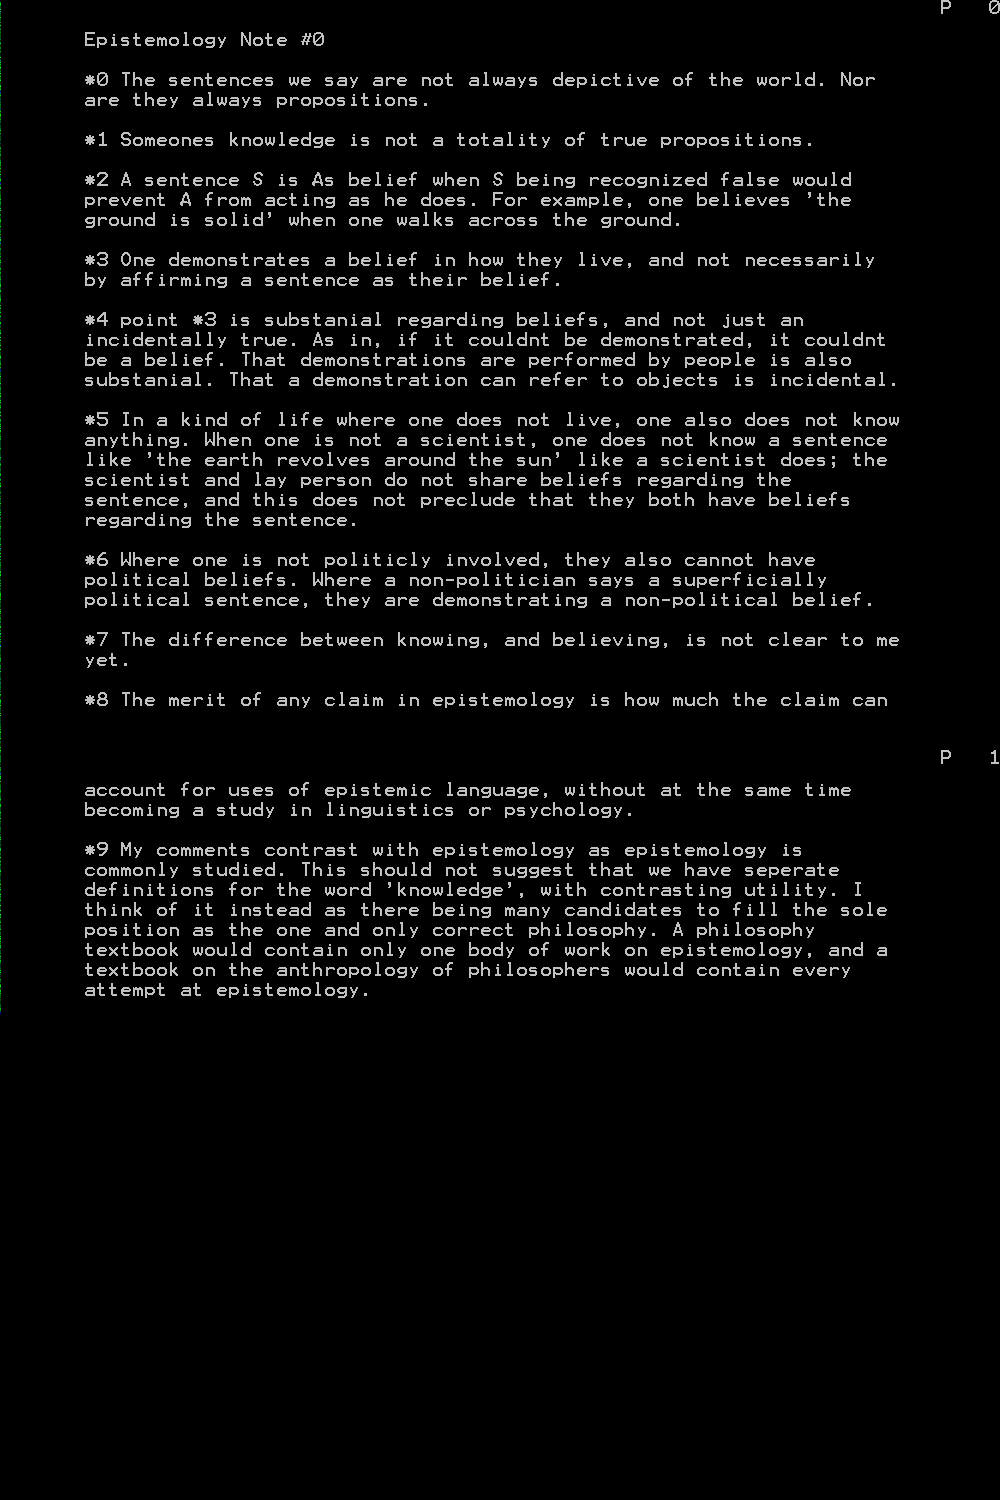 P 0
Epistemology Note #0
*0 The sentences we say are not always depictive of the world. Nor
are they always propositions.
*1 Someones knowledge is not a totality of true propositions.
*2 A sentence S is As belief when S being recognized false would
prevent A from acting as he does. For example, one believes 'the
ground is solid' when one walks across the ground.
*3 One demonstrates a belief in how they live, and not necessarily
by affirming a sentence as their belief.
*4 point *3 is substanial regarding beliefs, and not just an
incidentally true. As in, if it couldnt be demonstrated, it couldnt
be a belief. That demonstrations are performed by people is also
substanial. That a demonstration can refer to objects is incidental.
*5 In a kind of life where one does not live, one also does not know
anything. When one is not a scientist, one does not know a sentence
like 'the earth revolves around the sun' like a scientist does; the
scientist and lay person do not share beliefs regarding the
sentence, and this does not preclude that they both have beliefs
regarding the sentence.
*6 Where one is not politicly involved, they also cannot have
political beliefs. Where a non-politician says a superficially
political sentence, they are demonstrating a non-political belief.
*7 The difference between knowing, and believing, is not clear to me
yet.
*8 The merit of any claim in epistemology is how much the claim can
P 1
account for uses of epistemic language, without at the same time
becoming a study in linguistics or psychology.
*9 My comments contrast with epistemology as epistemology is
commonly studied. This should not suggest that we have seperate
definitions for the word 'knowledge', with contrasting utility. I
think of it instead as there being many candidates to fill the sole
position as the one and only correct philosophy. A philosophy
textbook would contain only one body of work on epistemology, and a
textbook on the anthropology of philosophers would contain every
attempt at epistemology.